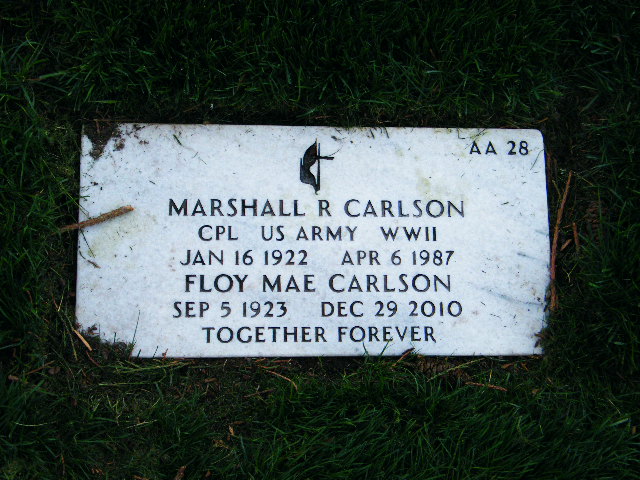 AA 28
MARSHALL R CARLSON
CPL US ARMY WWII
JAN 16 1922 APR 6 1987
FLOY MAE CARLSON
SEP 5 1923 DEC 29 2010
TOGETHER FOREVER